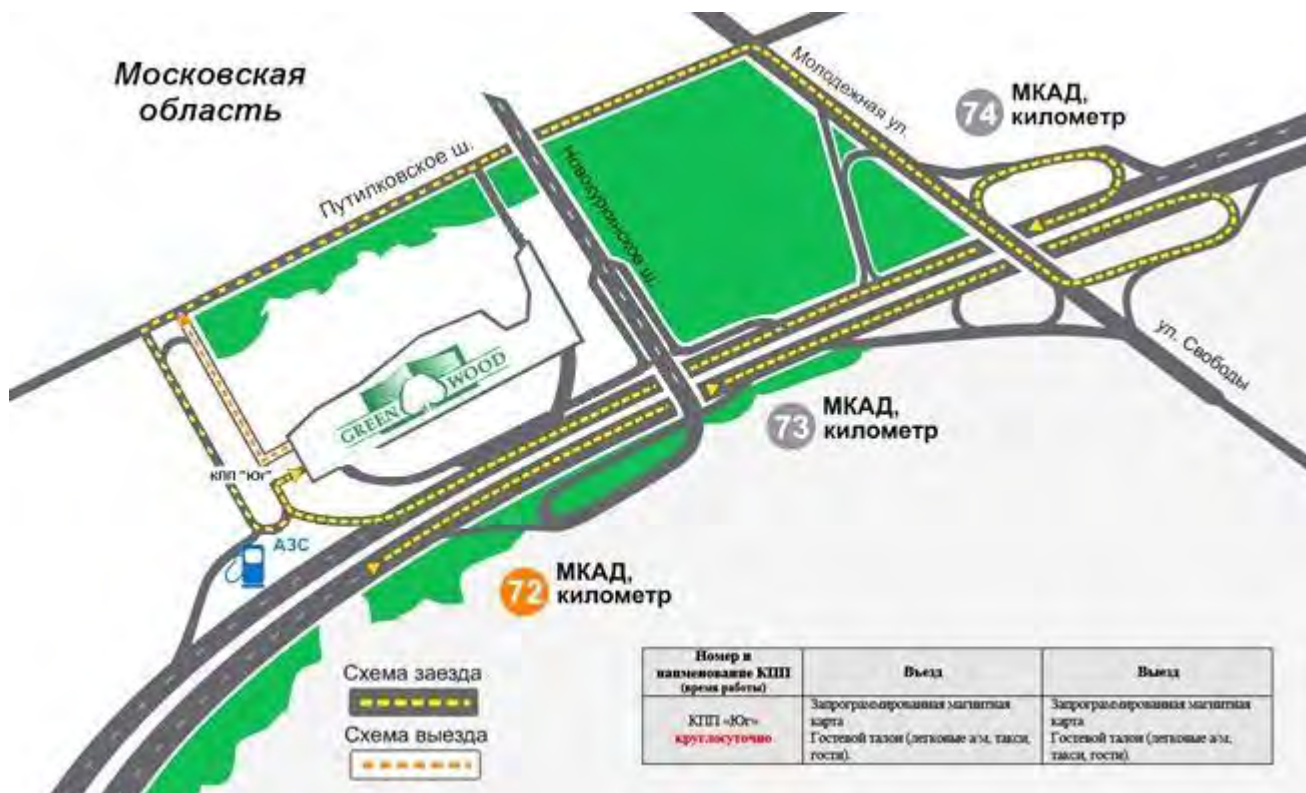 Московская
область
Путилковское ш.
Новокуркинское ш.
Молодежная ул.
74
МКАД,
километр
ул. Свободы
GREEN WOOD
73
МКАД,
километр
КПП "Юг"
АЗС
72
МКАД,
километр
Схема заезда
Схема выезда
Номер и
наименование КПП
(время работы)
Въезд
Выезд
КПП «Юг»
круглосуточно
Запрограммированная магнитная
карта
Гостевой талон (легковые а/м, такси,
гости).
Запрограммированная магнитная
карта
Гостевой талон (легковые а/м,
такси, гости)